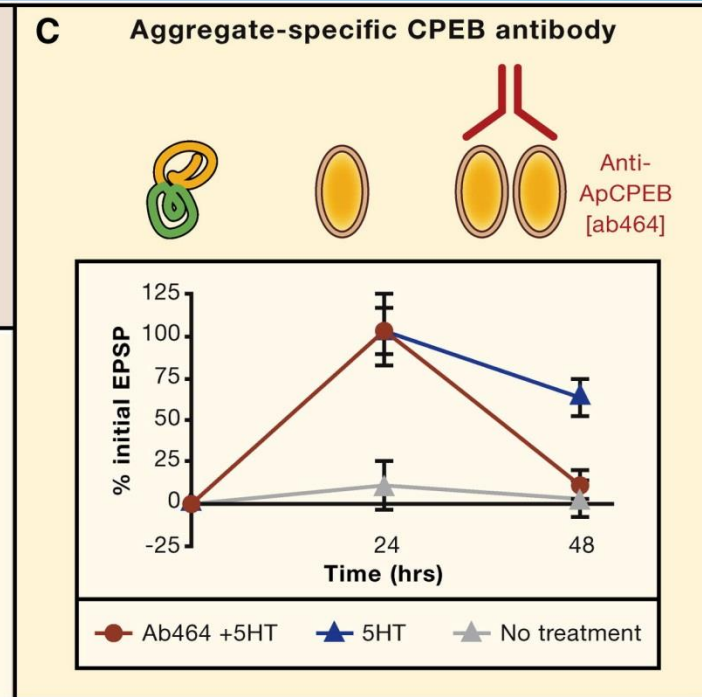 C Aggregate-specific CPEB antibody
Anti-
ApCPEB
[ab464]
% initial EPSP
125
100
75
50
25
0
-25
24 48
Time (hrs)
Ab464 +5HT 5HT No treatment